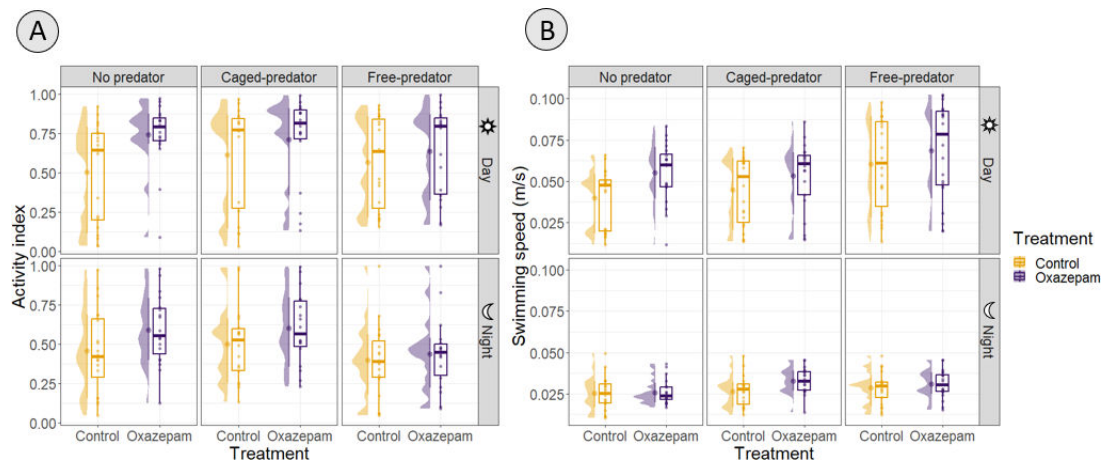 A
No predator Caged-predator Free-predator
1.00
0.75
0.50
0.25
0.00
Day
1.00
0.75
0.50
0.25
0.00
Night
Activity index
Control Oxazepam Control Oxazepam Control Oxazepam
Treatment
B
No predator Caged-predator Free-predator
0.100
0.075
0.050
0.025
Day
0.100
0.075
0.050
0.025
Night
Swimming speed (m/s)
Control Oxazepam Control Oxazepam Control Oxazepam
Treatment
Treatment
Control
Oxazepam